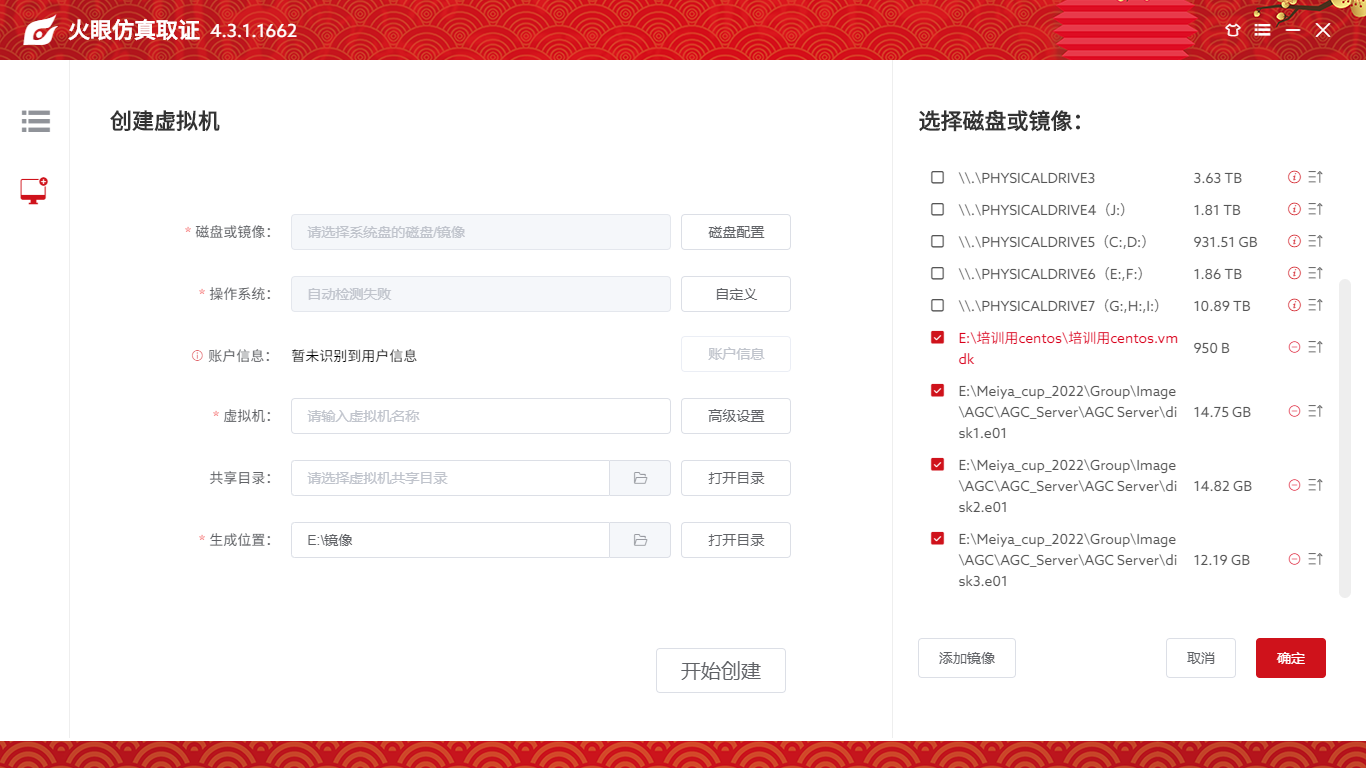 火眼仿真取证 4.3.1.1662
创建虚拟机
* 磁盘或镜像： 请选择系统盘的磁盘/镜像 磁盘配置
* 操作系统： 自动检测失败 自定义
账户信息： 暂未识别到用户信息 账户信息
* 虚拟机： 请输入虚拟机名称 高级设置
共享目录： 请选择虚拟机共享目录 打开目录
* 生成位置： E:\镜像 打开目录
开始创建
选择磁盘或镜像：
\\.\PHYSICALDRIVE3 3.63 TB
\\.\PHYSICALDRIVE4（J:） 1.81 TB
\\.\PHYSICALDRIVE5（C:,D:） 931.51 GB
\\.\PHYSICALDRIVE6（E:,F:） 1.86 TB
\\.\PHYSICALDRIVE7（G:,H:,I:） 10.89 TB
E:\培训用centos\培训用centos.vm
dk
950 B
E:\Meiya_cup_2022\Group\Image
\AGC\AGC_Server\AGC Server\di
sk1.e01
14.75 GB
E:\Meiya_cup_2022\Group\Image
\AGC\AGC_Server\AGC Server\di
sk2.e01
14.82 GB
E:\Meiya_cup_2022\Group\Image
\AGC\AGC_Server\AGC Server\di
sk3.e01
12.19 GB
添加镜像 取消 确定